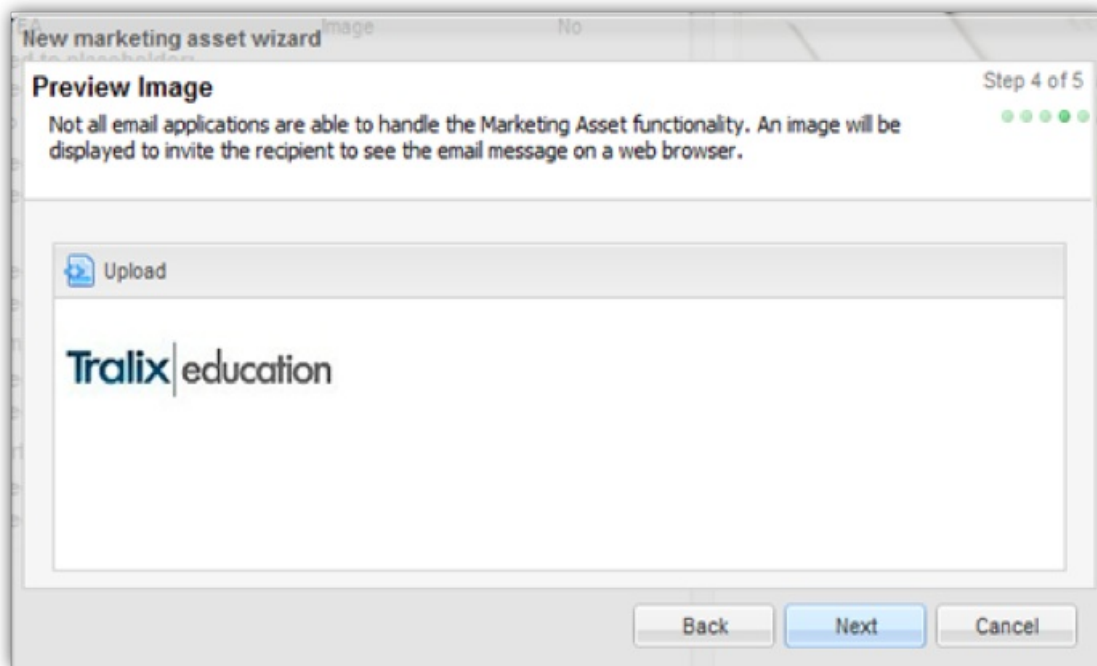 Image No
New marketing asset wizard
Preview Image
Step 4 of 5
Not all email applications are able to handle the Marketing Asset functionality. An image will be
displayed to invite the recipient to see the email message on a web browser.
Upload
Tralix education
Back Next Cancel